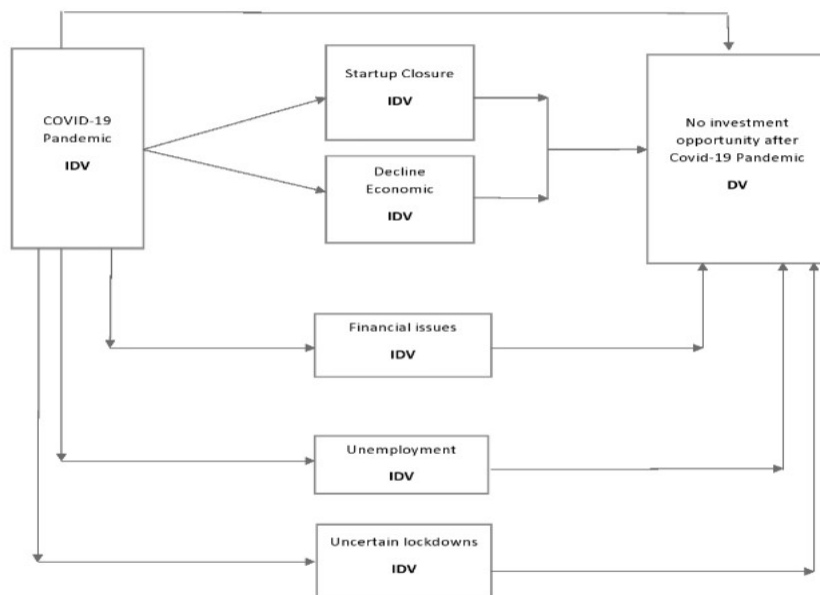 COVID-19
Pandemic
IDV
Startup Closure
IDV
Decline
Economic
IDV
No investment
opportunity after
Covid-19 Pandemic
DV
Financial issues
IDV
Unemployment
IDV
Uncertain lockdowns
IDV